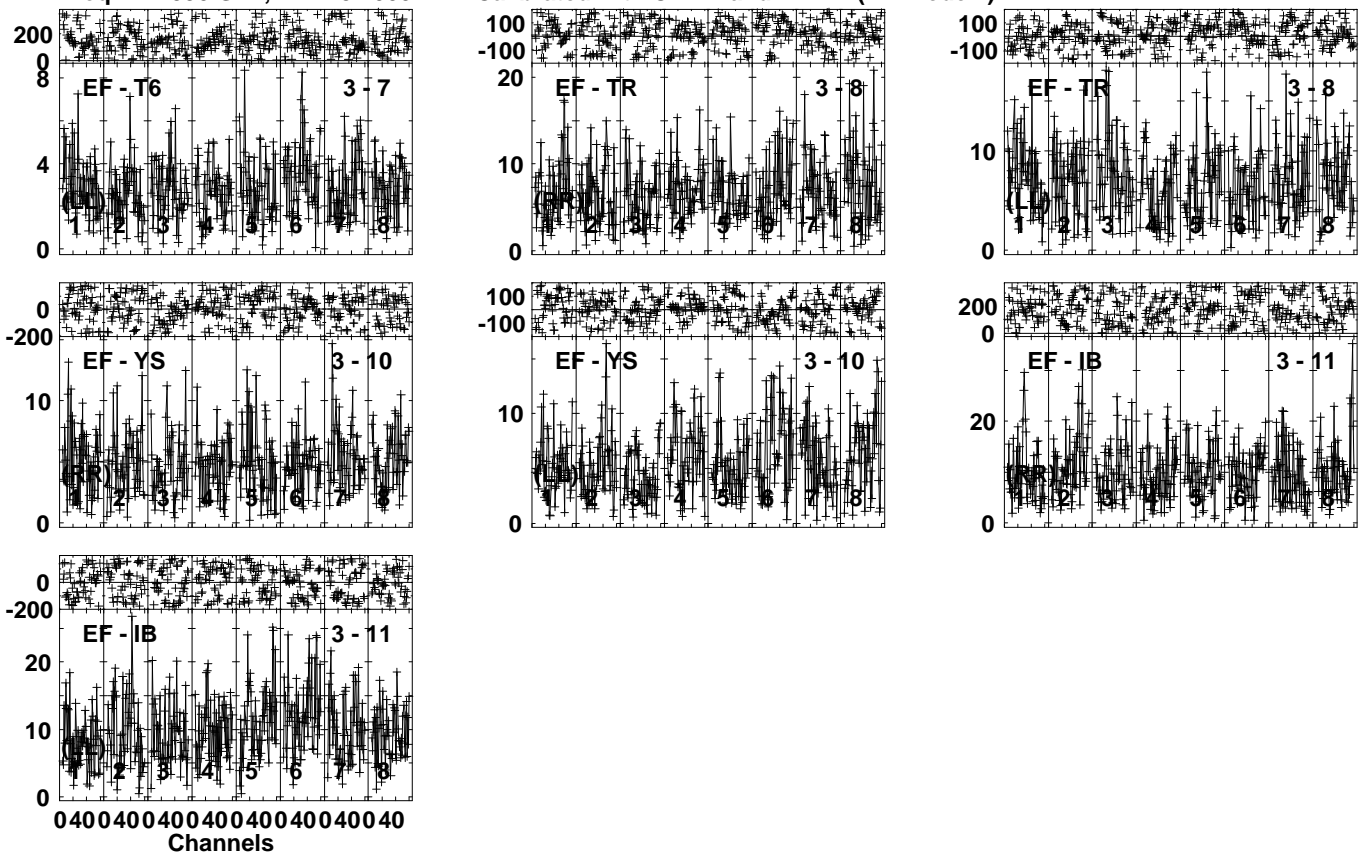 200 100 100
0 -100 -100
8 EF - T6 3 - 7 20 EF - TR 3 - 8 EF - TR 3 - 8
4 10 10
(LL) (RR) (LL)
1 2 3 4 5 6 7 8 1 2 3 4 5 6 7 8 1 2 3 4 5 6 7 8
0 0 0
0 100 200
-200 -100 0
EF - YS 3 - 10 EF - YS 3 - 10 EF - IB 3 - 11
10 10 20
(RR) (LL) (RR)
1 2 3 4 5 6 7 8 1 2 3 4 5 6 7 8 1 2 3 4 5 6 7 8
0 0 0
0
-200
EF - IB 3 - 11
20
10
(LL)
1 2 3 4 5 6 7 8
0
0 40 0 40 0 40 0 40 0 40 0 40 0 40 0 40
Channels